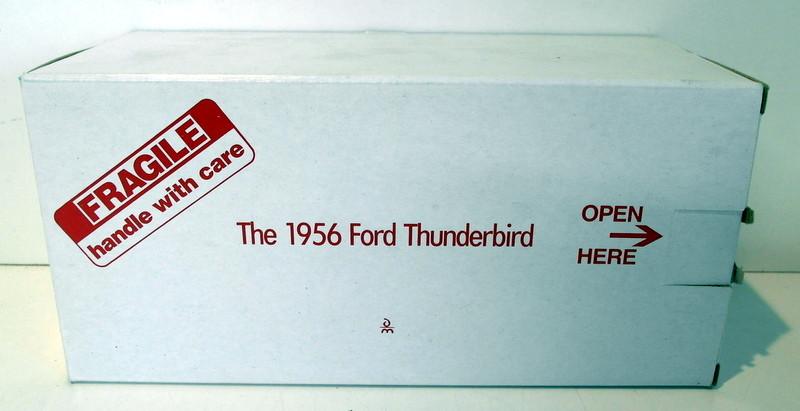 FRAGILE
handle with care
The 1956 Ford Thunderbird
OPEN
HERE